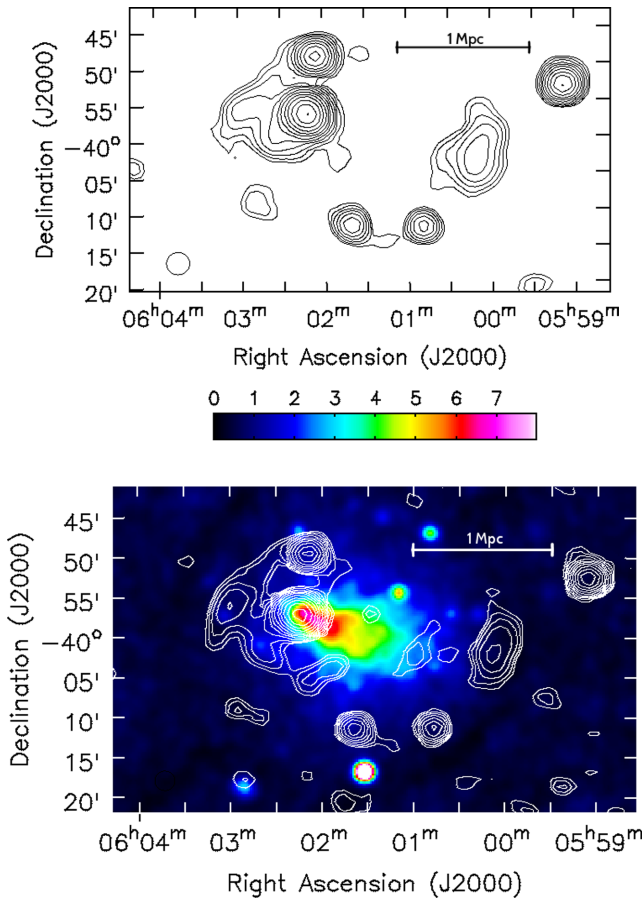 45'
50'
55'
−40°
05'
10'
15'
20'
Declination (J2000)
1 Mpc
06ʰ04ᵐ 03ᵐ 02ᵐ 01ᵐ 00ᵐ 05ʰ59ᵐ
Right Ascension (J2000)
0 1 2 3 4 5 6 7
45'
50'
55'
−40°
05'
10'
15'
20'
Declination (J2000)
1 Mpc
06ʰ04ᵐ 03ᵐ 02ᵐ 01ᵐ 00ᵐ 05ʰ59ᵐ
Right Ascension (J2000)